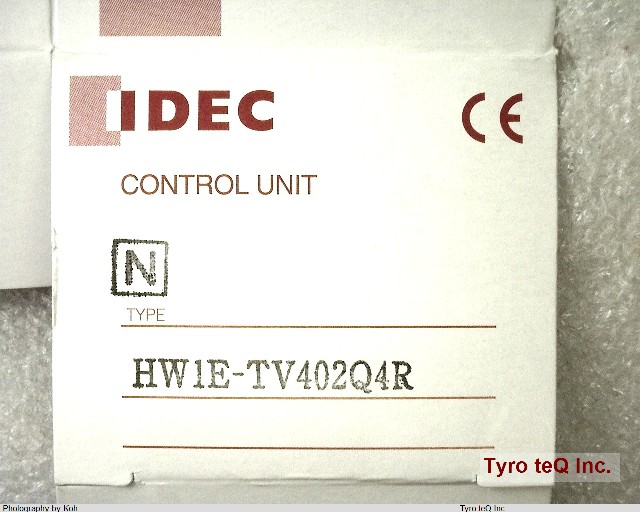 IDEC
CE
CONTROL UNIT
N
TYPE
HW1E-TV402Q4R
Tyro teQ Inc.
Photography by Koh
Tyro teQ Inc